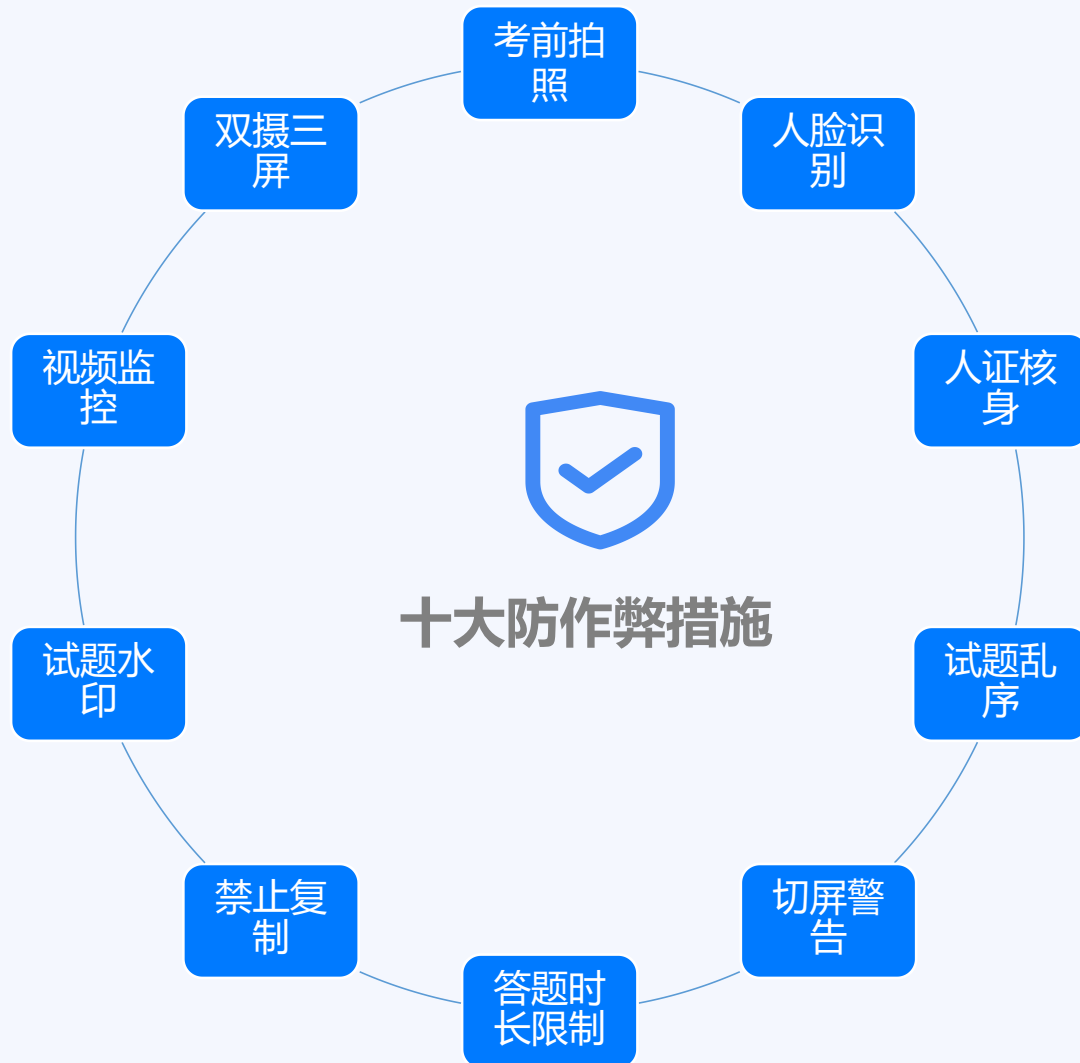 考前拍
照
人脸识
别
人证核
身
试题乱
序
切屏警
告
答题时
长限制
禁止复
制
试题水
印
视频监
控
双摄三
屏
十大防作弊措施